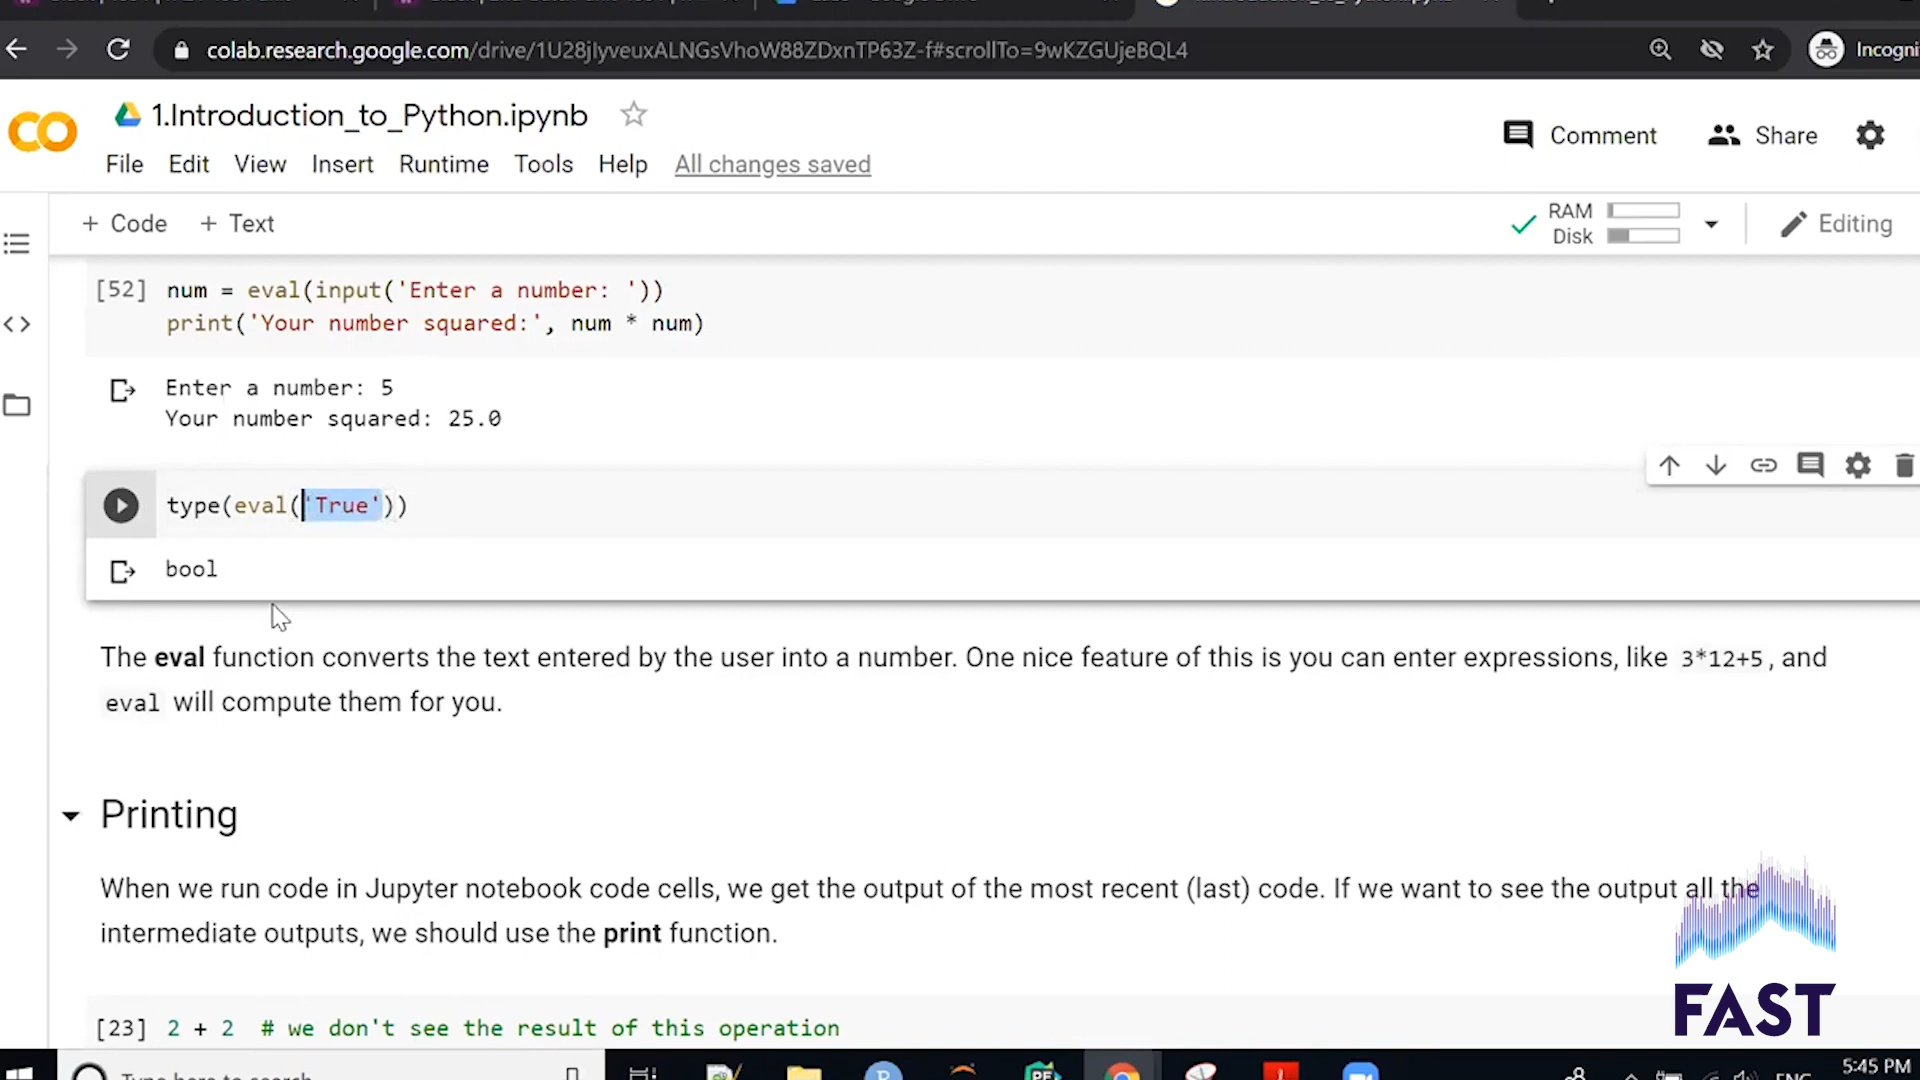 colab.research.google.com/drive/1U28jIyveuxALNGsVhoW88ZDxnTP63Z-f#scrollTo=9wKZGUjeBQL4
Incogni
1.Introduction_to_Python.ipynb
Comment
Share
File Edit View Insert Runtime Tools Help All changes saved
+ Code + Text
RAM
Disk
Editing
[52] num = eval(input('Enter a number: '))
print('Your number squared:', num * num)
Enter a number: 5
Your number squared: 25.0
type(eval('True'))
bool
The eval function converts the text entered by the user into a number. One nice feature of this is you can enter expressions, like 3*12+5, and
eval will compute them for you.
Printing
When we run code in Jupyter notebook code cells, we get the output of the most recent (last) code. If we want to see the output all the
intermediate outputs, we should use the print function.
FAST
[23] 2 + 2 # we don't see the result of this operation
Type here to search
5:45 PM